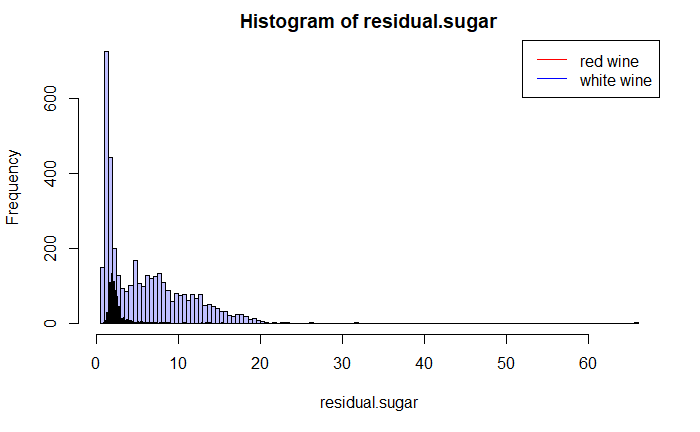 Histogram of residual.sugar
red wine
white wine
Frequency
600
400
200
0
0 10 20 30 40 50 60
residual.sugar